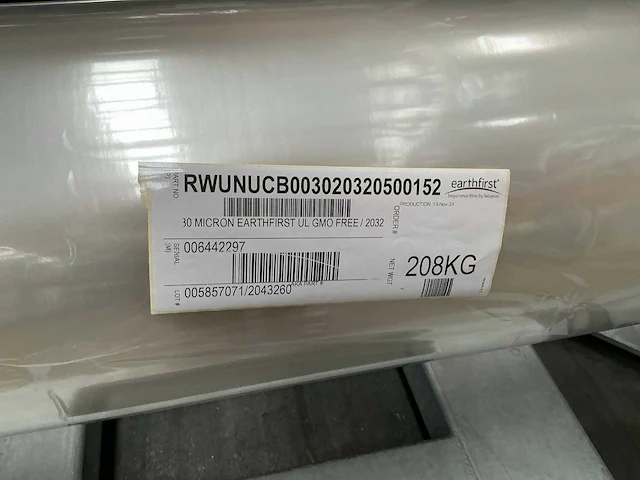 PART NO
RWUNUCB003020320500152
earthfirst®
PRODUCTION 13-Nov-24
30 MICRON EARTHFIRST UL GMO FREE / 2032
ORDER #
SERIAL
(M)
006442297
NET WGT
208KG
LOT #
005857071/2043260